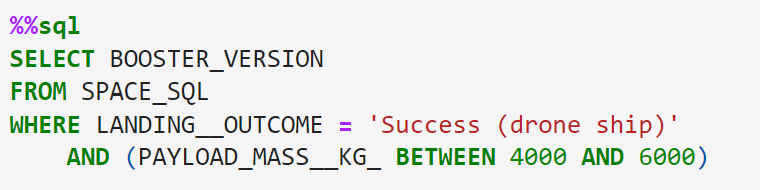 %%sql
SELECT BOOSTER_VERSION
FROM SPACE_SQL
WHERE LANDING__OUTCOME = 'Success (drone ship)'
    AND (PAYLOAD_MASS__KG_ BETWEEN 4000 AND 6000)